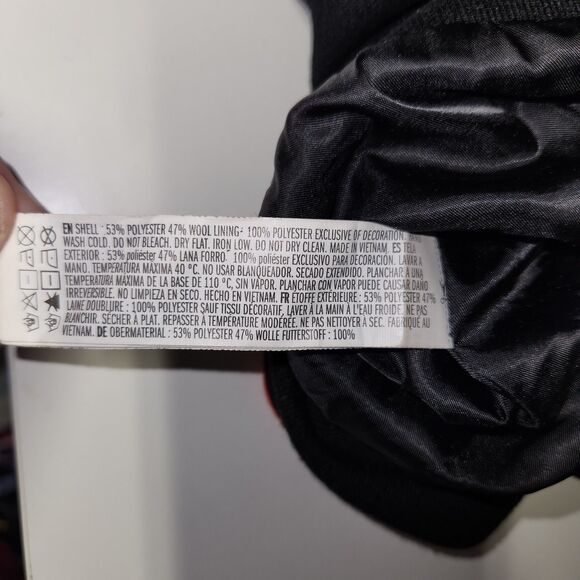 EN SHELL : 53% POLYESTER 47% WOOL LINING: 100% POLYESTER EXCLUSIVE OF DECORATION.
WASH COLD. DO NOT BLEACH. DRY FLAT. IRON LOW. DO NOT DRY CLEAN. MADE IN VIETNAM. ES TELA
EXTERIOR : 53% poliéster 47% LANA FORRO: 100% poliéster EXCLUSIVO PARA DECORACIÓN. LAVAR A
MANO. TEMPERATURA MAXIMA 40 °C. NO USAR BLANQUEADOR. SECADO EXTENDIDO. PLANCHAR A UNA
TEMPERATURA MÁXIMA DE LA BASE DE 110 °C, SIN VAPOR. PLANCHAR CON VAPOR PUEDE CAUSAR DAÑO
IRREVERSIBLE. NO LIMPIEZA EN SECO. HECHO EN VIETNAM. FR ÉTOFFE EXTÉRIEURE : 53% POLYESTER 47%
LAINE DOUBLURE : 100% POLYESTER SAUF TISSU DÉCORATIF. LAVER À LA MAIN À L'EAU FROIDE. NE PAS
BLANCHIR. SÉCHER À PLAT. REPASSER À TEMPÉRATURE MODÉRÉE. NE PAS NETTOYER À SEC. FABRIQUÉ AU
VIETNAM. DE OBERMATERIAL : 53% POLYESTER 47% WOLLE FUTTERSTOFF : 100%